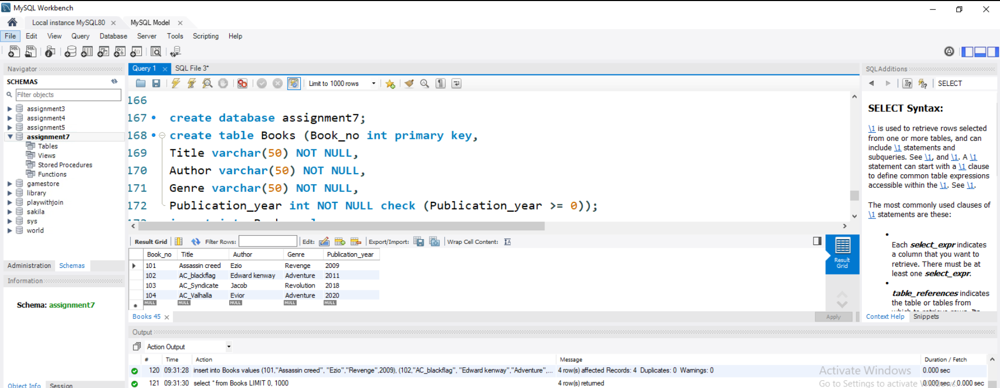 MySQL Workbench
Local instance MySQL80
MySQL Model
File Edit View Query Database Server Tools Scripting Help
Navigator
SCHEMAS
Filter objects
assignment3
assignment4
assignment5
assignment7
Tables
Views
Stored Procedures
Functions
gamestore
library
playwithjoin
sakila
sys
world
Administration Schemas
Information
Schema: assignment7
Object Info Session
Query 1 SQL File 3*
Limit to 1000 rows
166
167 create database assignment7;
168 create table Books (Book_no int primary key,
169 Title varchar(50) NOT NULL,
170 Author varchar(50) NOT NULL,
171 Genre varchar(50) NOT NULL,
172 Publication_year int NOT NULL check (Publication_year >= 0));
Result Grid Filter Rows: Edit: Export/Import: Wrap Cell Content:
Book_no Title Author Genre Publication_year
101 Assassin creed Ezio Revenge 2009
102 AC_blackflag Edward kenway Adventure 2011
103 AC_Syndicate Jacob Revolution 2018
104 AC_Valhalla Evior Adventure 2020
NULL NULL NULL NULL NULL
Result
Grid
Books 45
Apply
Output
Action Output
# Time Action Message Duration / Fetch
120 09:31:28 insert into Books values (101,"Assassin creed", "Ezio","Revenge",2009), (102,"AC_blackflag", "Edward kenway","Adventure",... 4 row(s) affected Records: 4 Duplicates: 0 Warnings: 0 0.000 sec
121 09:31:30 select * from Books LIMIT 0, 1000 4 row(s) returned 0.000 sec / 0.000 sec
SQLAdditions
SELECT
SELECT Syntax:
\1 is used to retrieve rows selected
from one or more tables, and can
include \1 statements and
subqueries. See \1, and \1. A \1
statement can start with a \1 clause
to define common table expressions
accessible within the \1. See \1.
The most commonly used clauses of
\1 statements are these:
Each select_expr indicates
a column that you want to
retrieve. There must be at
least one select_expr.
table_references indicates
the table or tables from
Context Help Snippets
Activate Windows
Go to Settings to activate